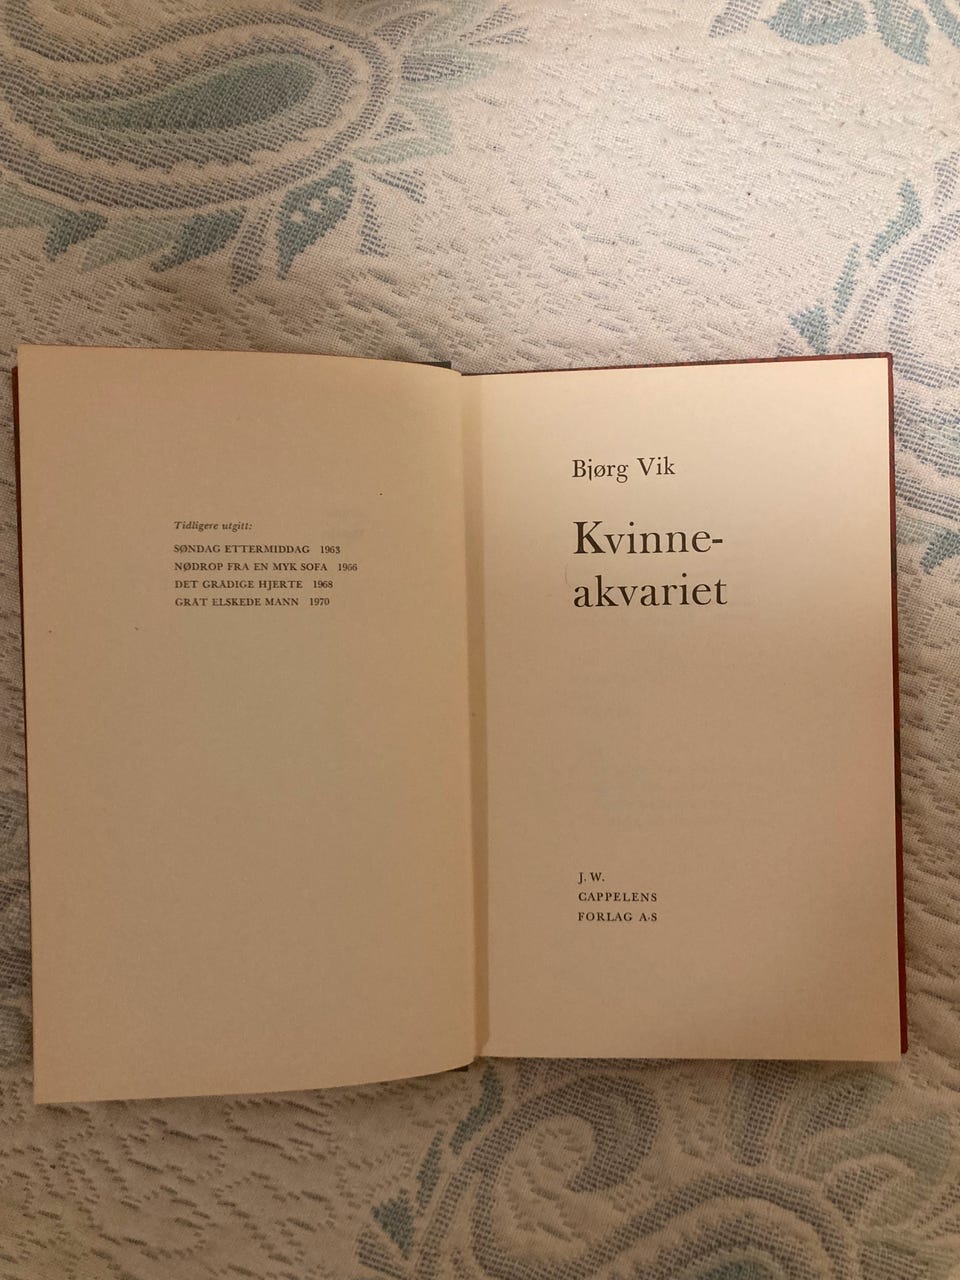 Tidligere utgitt:
SØNDAG ETTERMIDDAG 1963
NØDROP FRA EN MYK SOFA 1966
DET GRÅDIGE HJERTE 1968
GRÅT ELSKEDE MANN 1970
Bjørg Vik
Kvinne-
akvariet
J. W.
CAPPELENS
FORLAG A·S